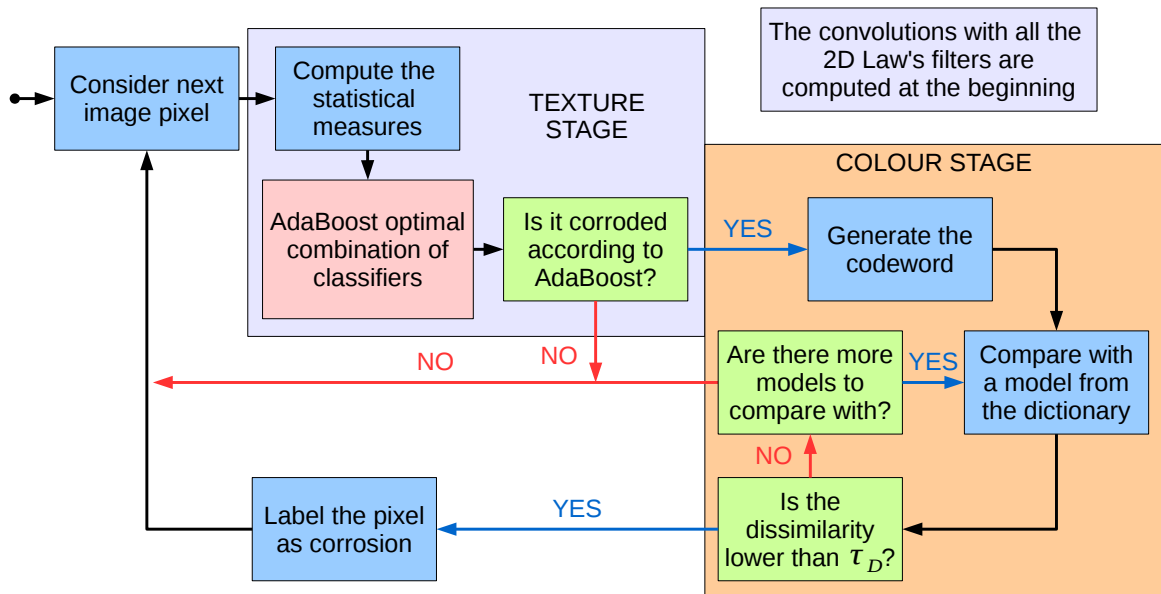 Consider next
image pixel
Compute the
statistical
measures
TEXTURE
STAGE
The convolutions with all the
2D Law's filters are
computed at the beginning
COLOUR STAGE
AdaBoost optimal
combination of
classifiers
Is it corroded
according to
AdaBoost?
YES
Generate the
codeword
NO
NO
Are there more
models to
compare with?
YES
Compare with
a model from
the dictionary
NO
Label the pixel
as corrosion
YES
Is the
dissimilarity
lower than τ_D?